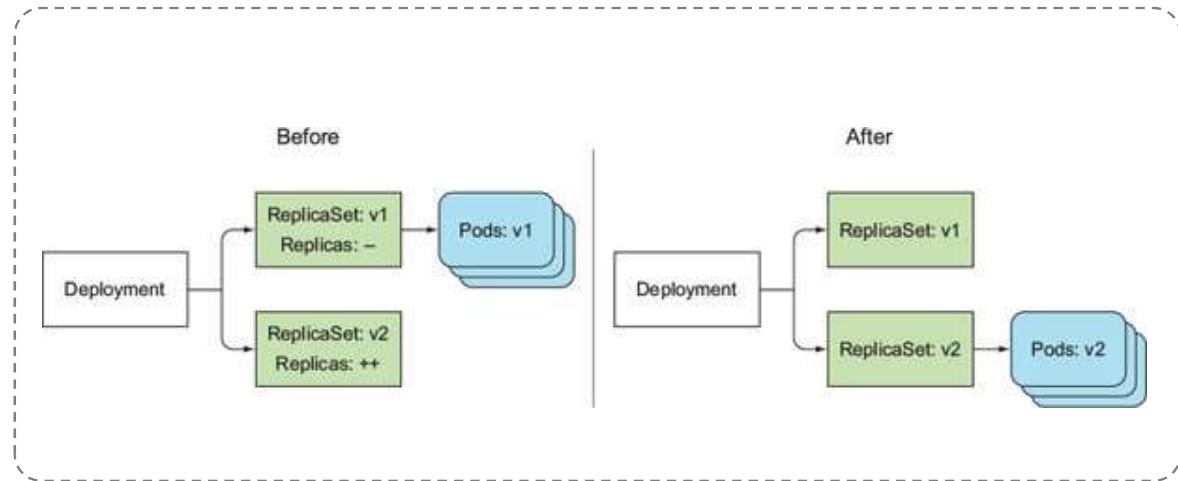 Before
Deployment
ReplicaSet: v1
Replicas: –
Pods: v1
ReplicaSet: v2
Replicas: ++
After
Deployment
ReplicaSet: v1
ReplicaSet: v2
Pods: v2